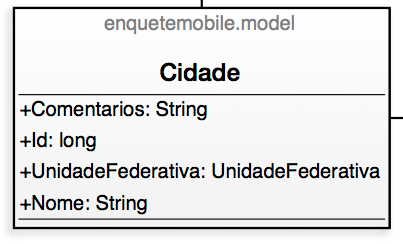 enquetemobile.model
Cidade
+Comentarios: String
+Id: long
+UnidadeFederativa: UnidadeFederativa
+Nome: String